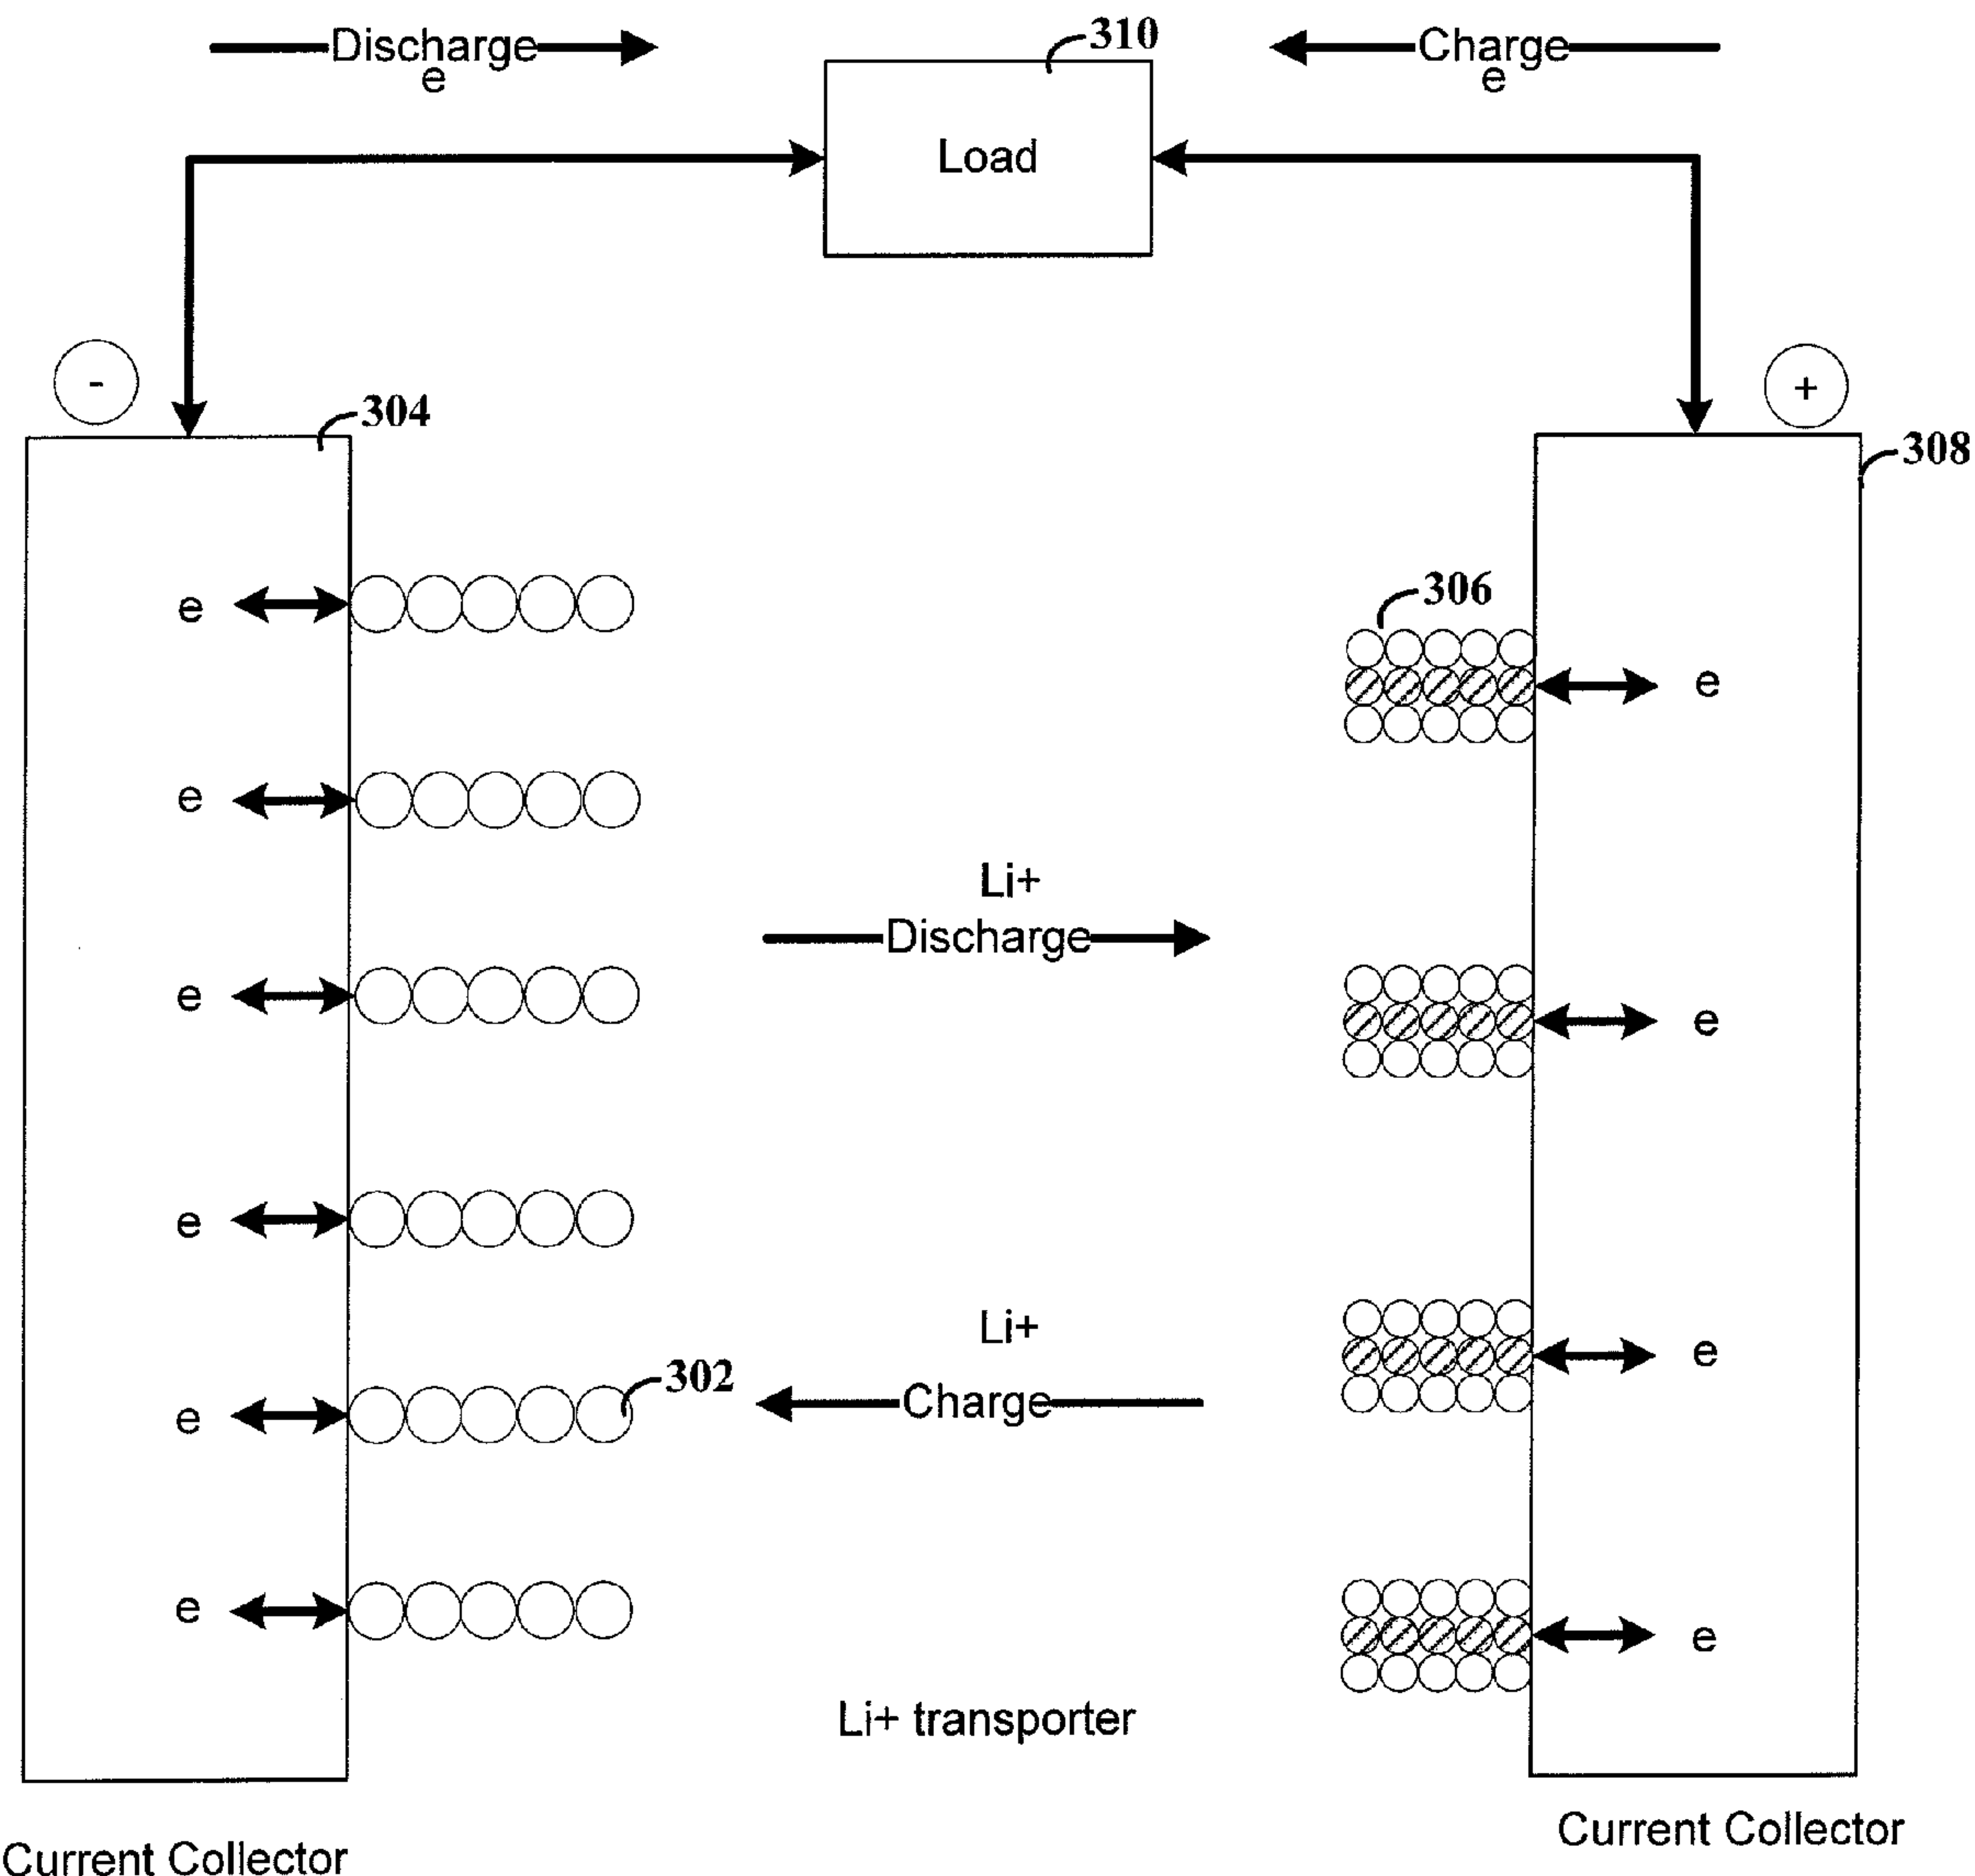 310
Discharge
e
Charge
e
Load
-
+
304
308
e
306
e
e
Li+
Discharge
e
e
e
Li+
e
302
Charge
e
e
e
Li+ transporter
Current Collector
Current Collector